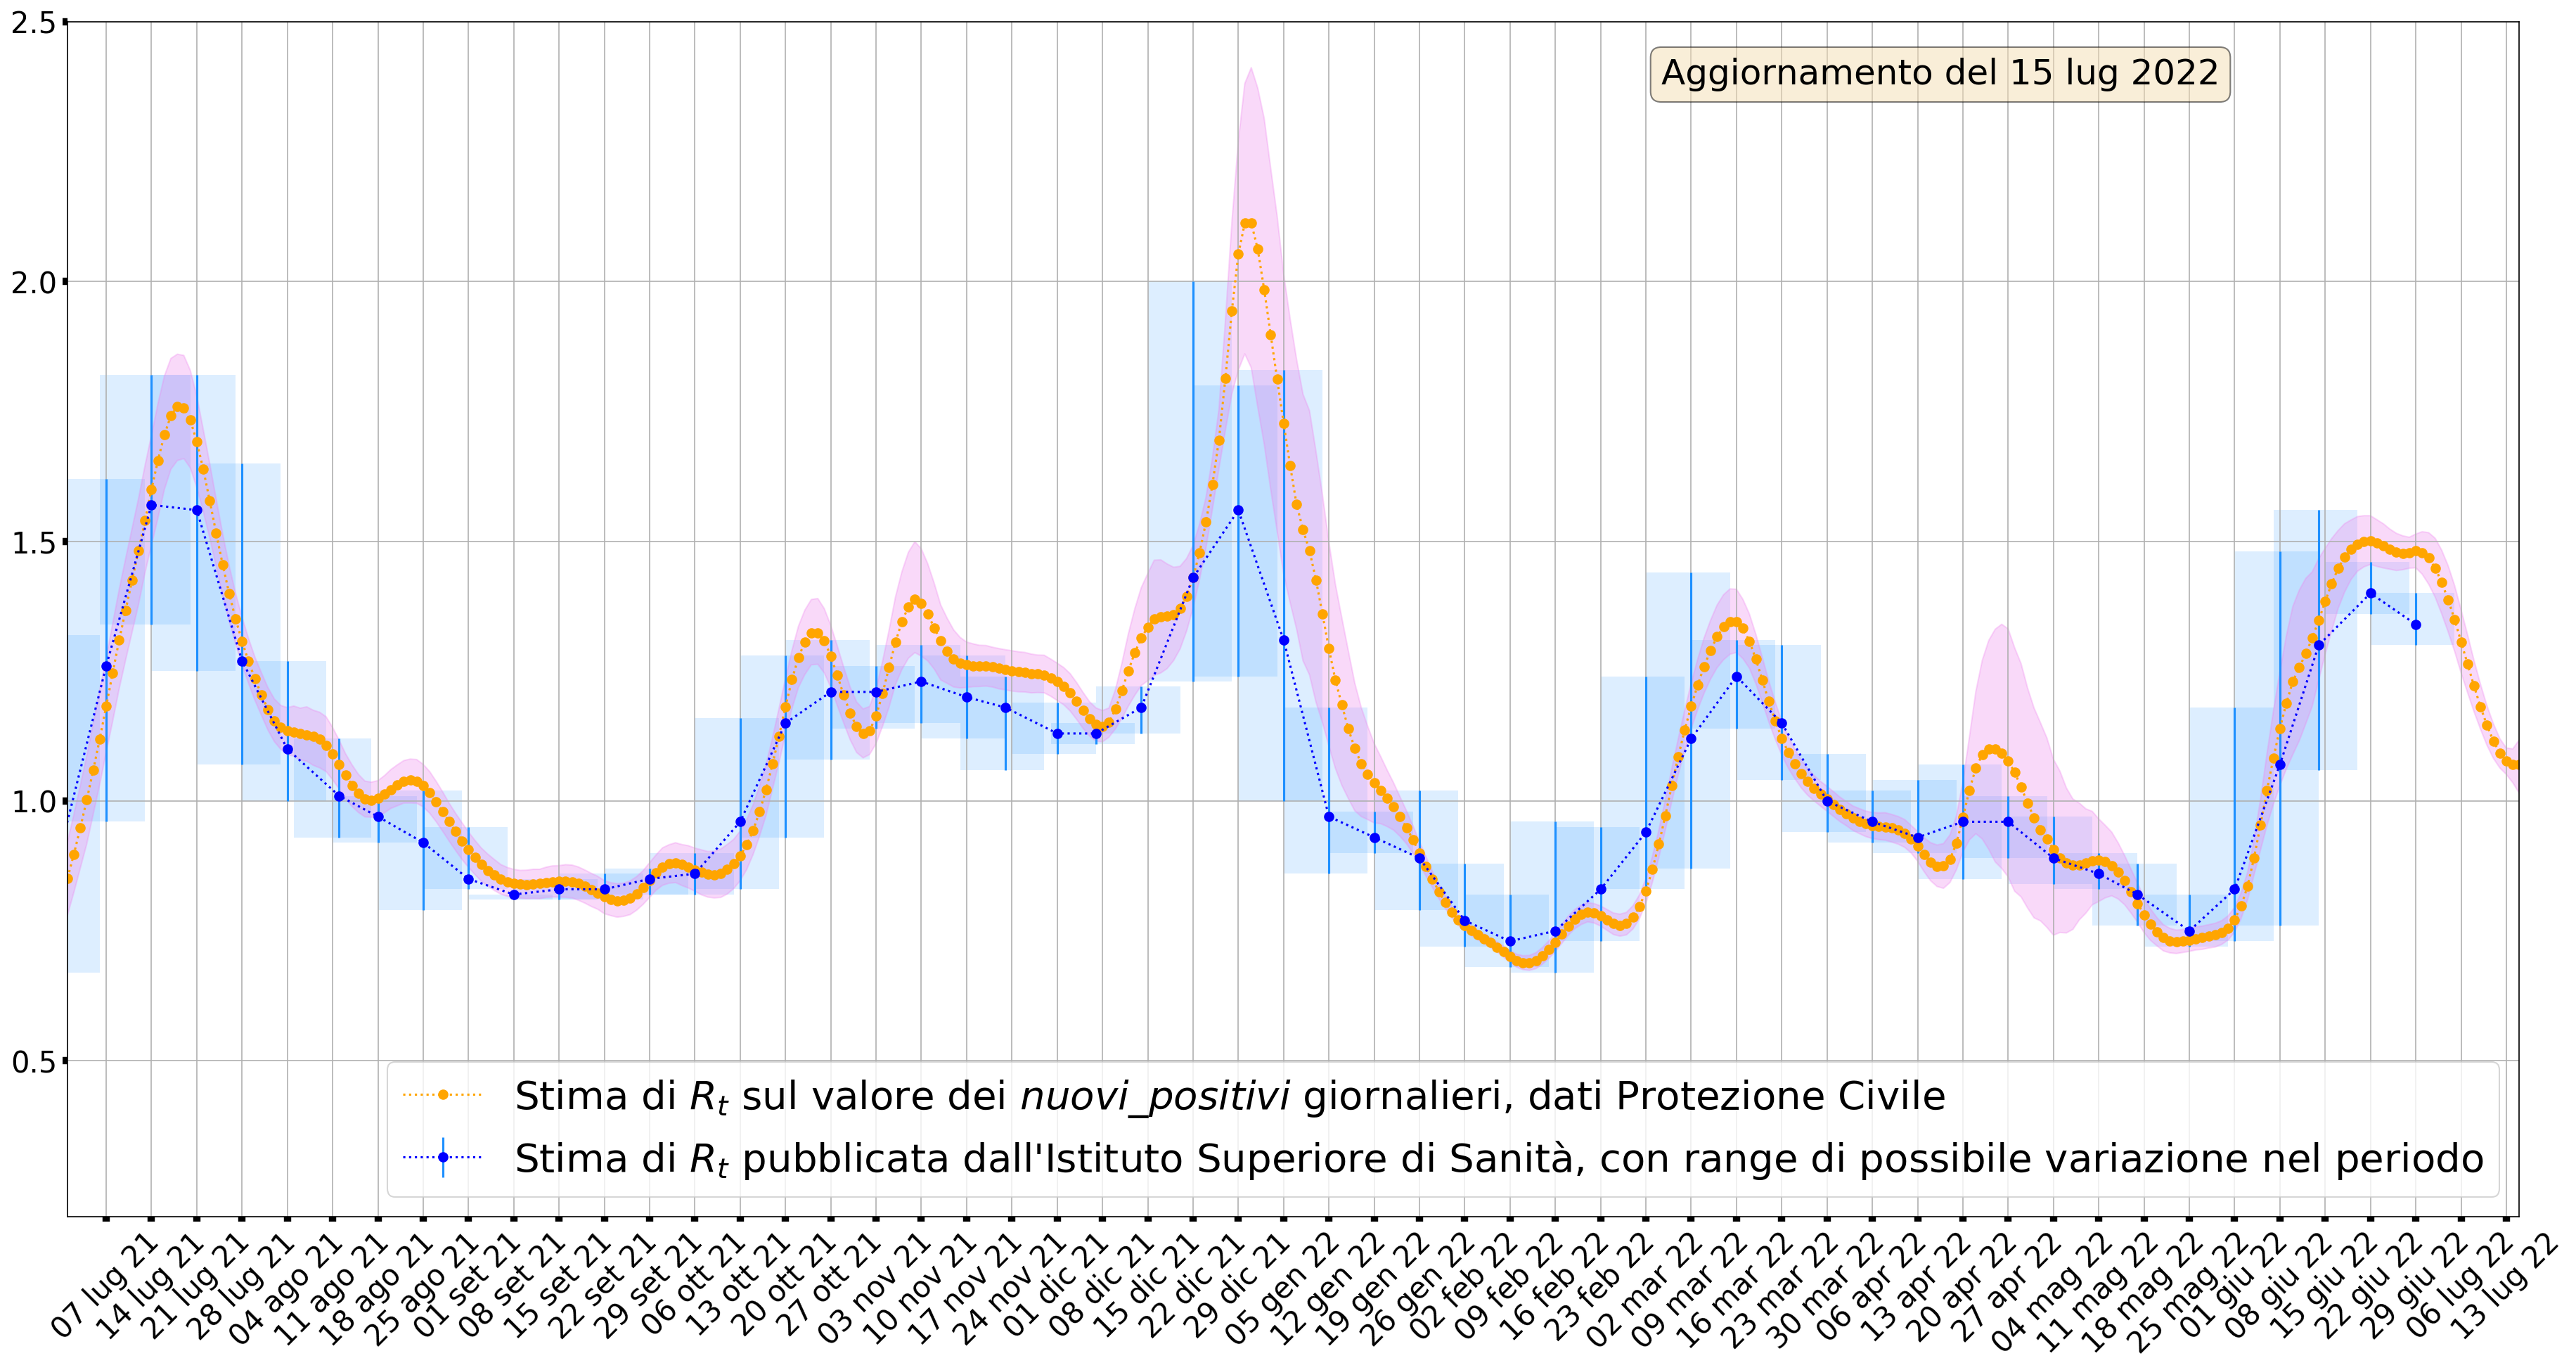 2.5
Aggiornamento del 15 lug 2022
2.0
1.5
1.0
0.5
Stima di Rt sul valore dei nuovi_positivi giornalieri, dati Protezione Civile
Stima di Rt pubblicata dall'Istituto Superiore di Sanità, con range di possibile variazione nel periodo
07 lug 21
14 lug 21
21 lug 21
28 lug 21
04 ago 21
11 ago 21
18 ago 21
25 ago 21
01 set 21
08 set 21
15 set 21
22 set 21
29 set 21
06 ott 21
13 ott 21
20 ott 21
27 ott 21
03 nov 21
10 nov 21
17 nov 21
24 nov 21
01 dic 21
08 dic 21
15 dic 21
22 dic 21
29 dic 21
05 gen 22
12 gen 22
19 gen 22
26 gen 22
02 feb 22
09 feb 22
16 feb 22
23 feb 22
02 mar 22
09 mar 22
16 mar 22
23 mar 22
30 mar 22
06 apr 22
13 apr 22
20 apr 22
27 apr 22
04 mag 22
11 mag 22
18 mag 22
25 mag 22
01 giu 22
08 giu 22
15 giu 22
22 giu 22
29 giu 22
06 lug 22
13 lug 22